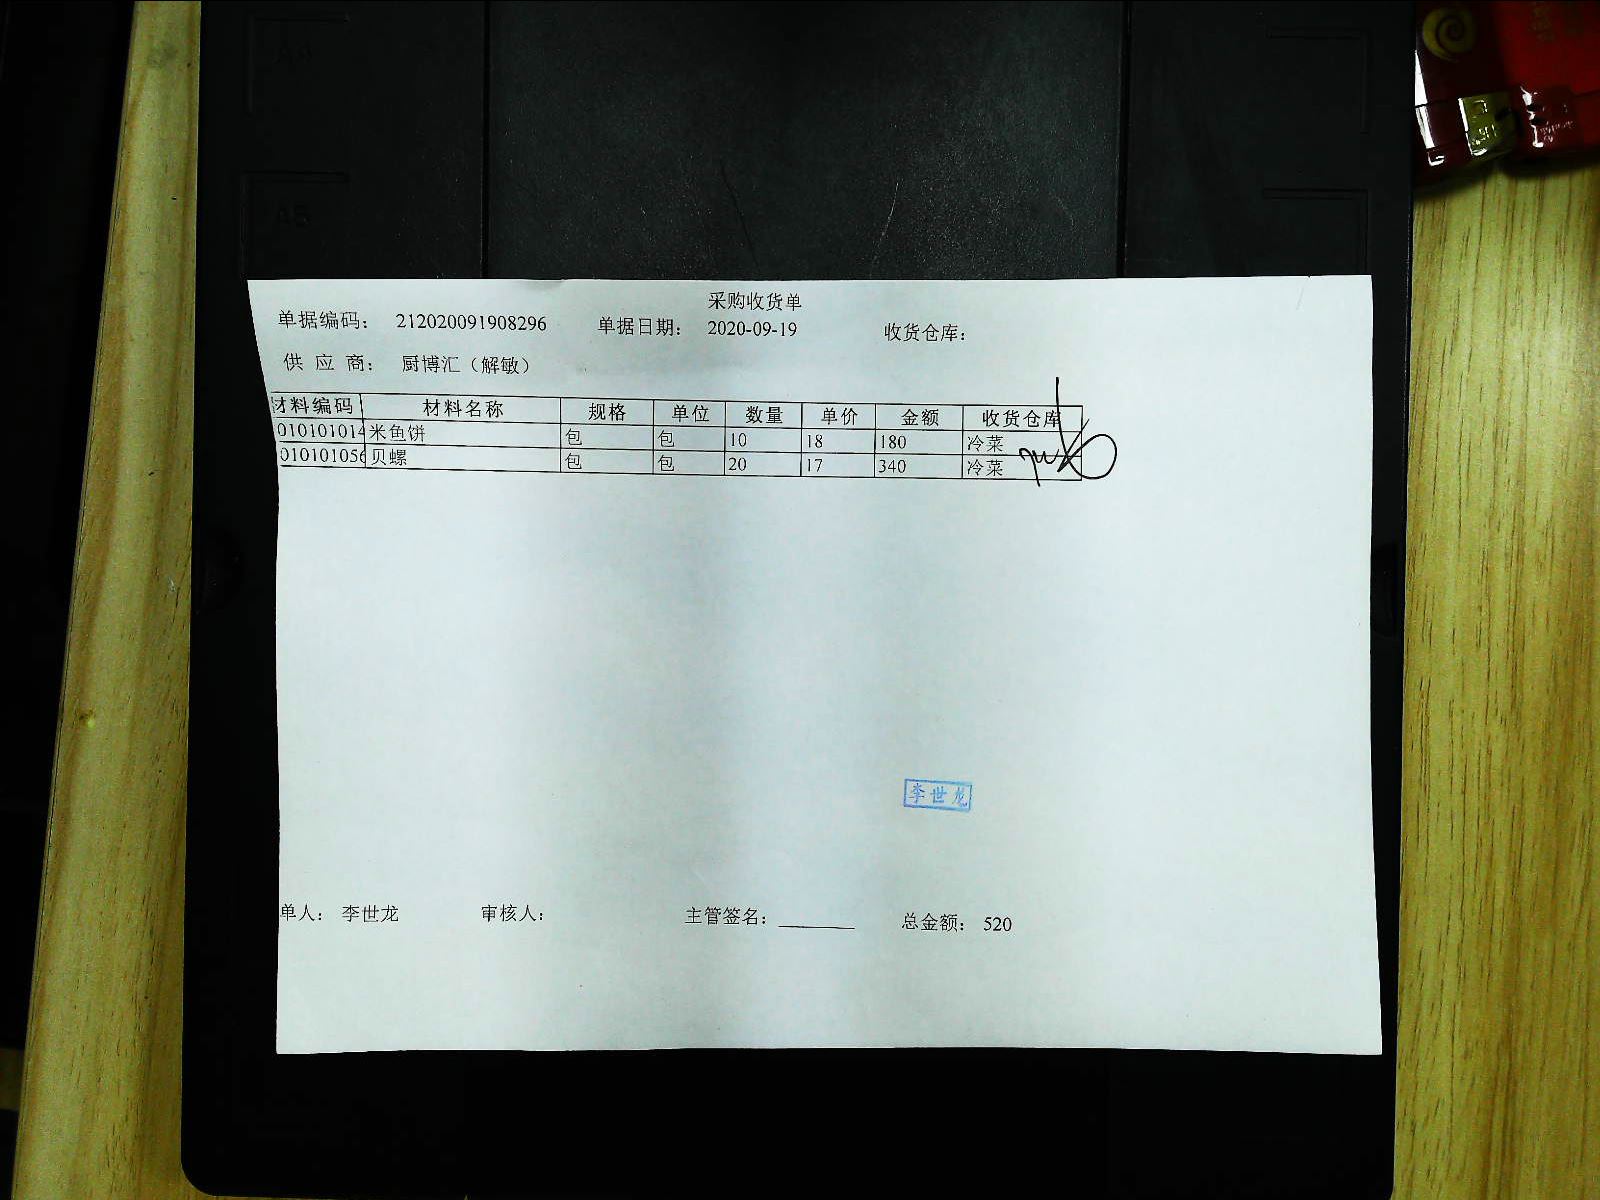 采购收货单
单据编码： 212020091908296 单据日期： 2020-09-19 收货仓库：
供 应 商： 厨博汇（解敏）
材料编码 材料名称 规格 单位 数量 单价 金额 收货仓库
010101014 米鱼饼 包 包 10 18 180 冷菜
010101056 贝螺 包 包 20 17 340 冷菜
李世龙
单人： 李世龙 审核人： 主管签名： 总金额： 520
A4
A5